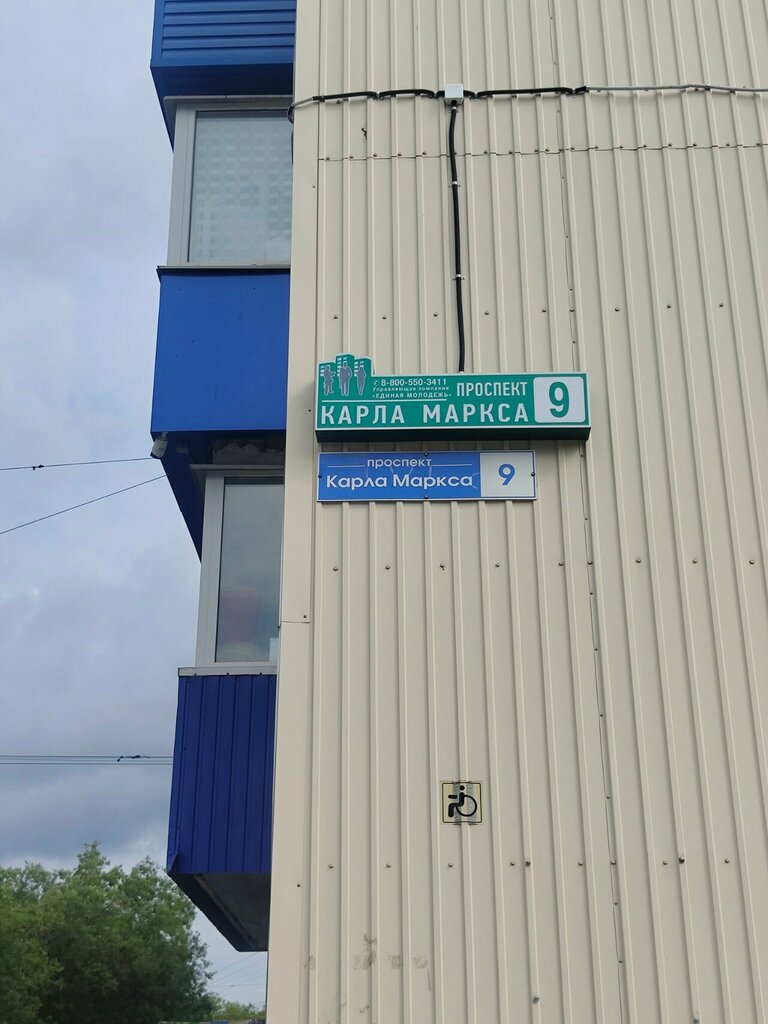 8-800-550-3411
Управляющая компания
«ЕДИНАЯ МОЛОДЕЖЬ»
ПРОСПЕКТ
КАРЛА МАРКСА
9
проспект
Карла Маркса
9